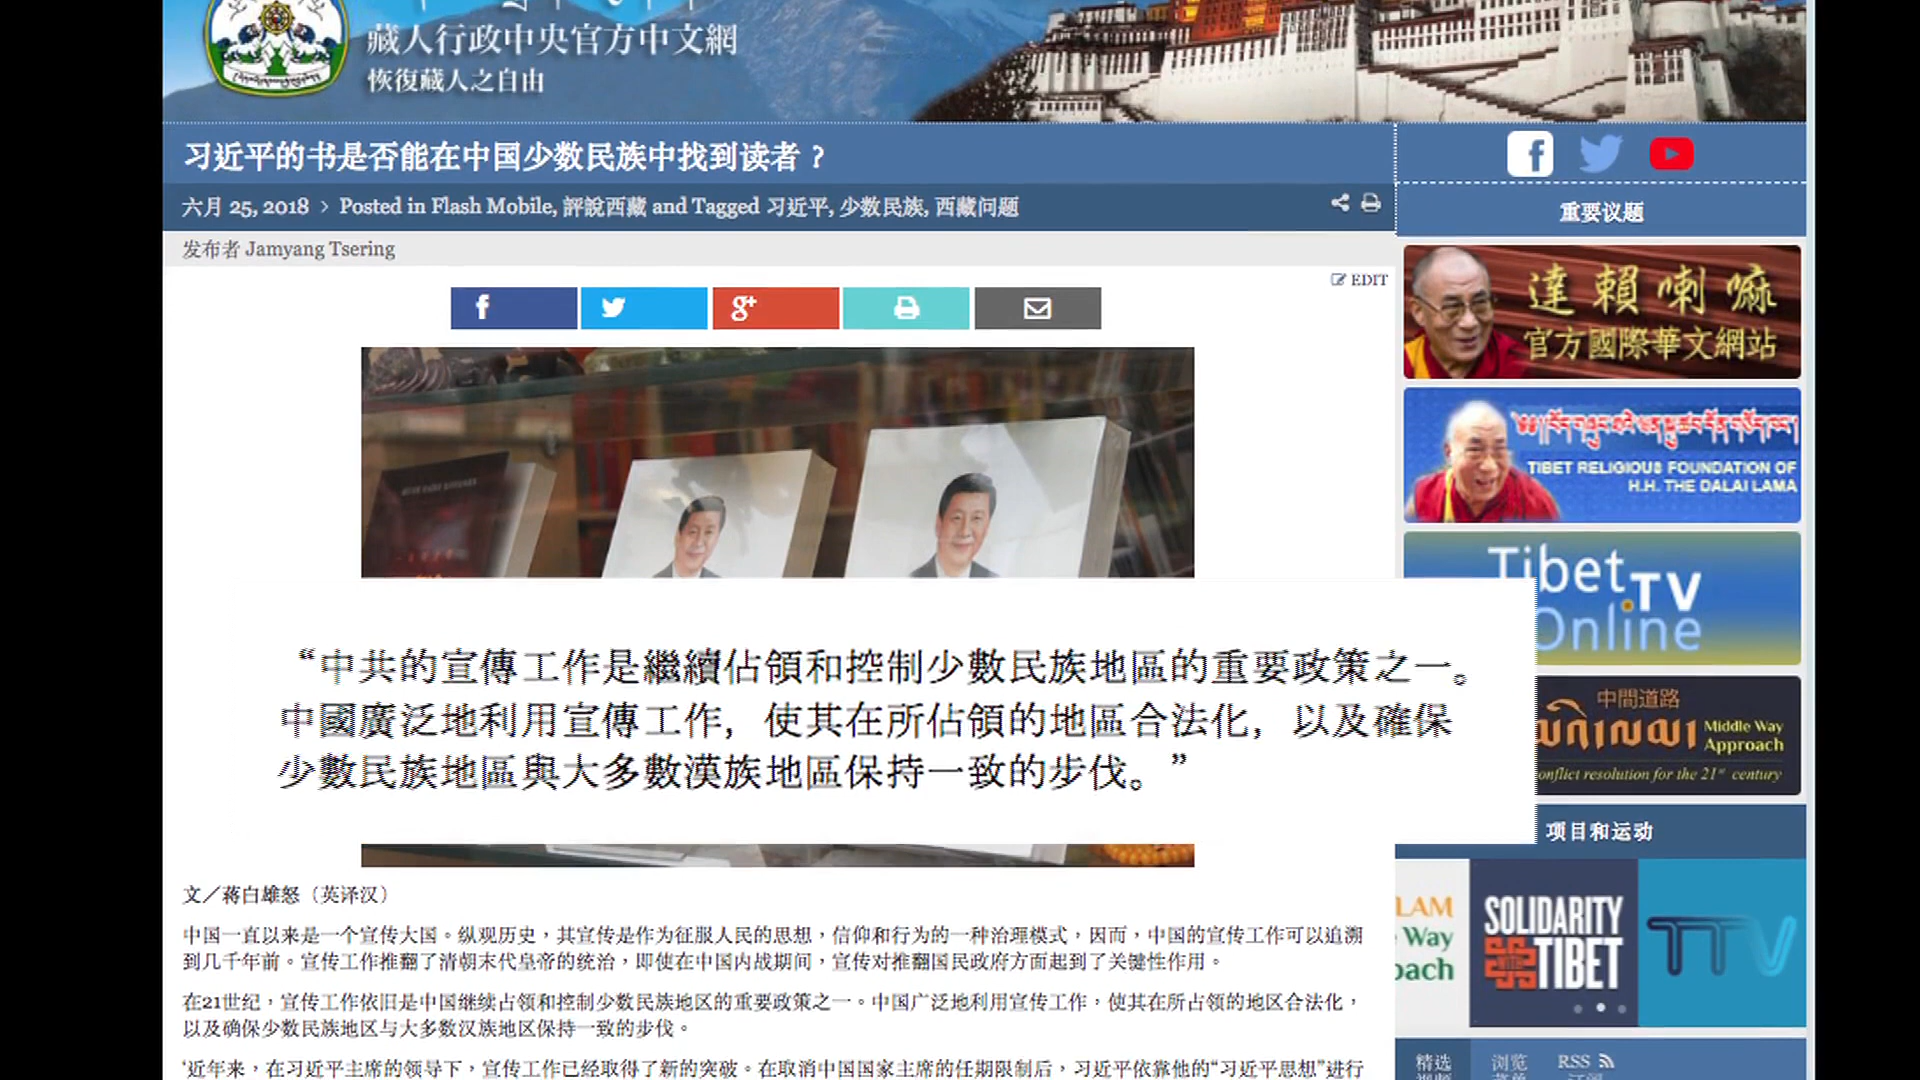 藏人行政中央官方中文網
恢復藏人之自由
习近平的书是否能在中国少数民族中找到读者？
六月 25, 2018 > Posted in Flash Mobile, 評說西藏 and Tagged 习近平, 少数民族, 西藏问题
发布者 Jamyang Tsering
EDIT
“中共的宣傳工作是繼續佔領和控制少數民族地區的重要政策之一。
中國廣泛地利用宣傳工作，使其在所佔領的地區合法化，以及確保
少數民族地區與大多數漢族地區保持一致的步伐。”
文／蒋白雄怒（英译汉）
中国一直以来是一个宣传大国。纵观历史，其宣传是作为征服人民的思想，信仰和行为的一种治理模式，因而，中国的宣传工作可以追溯
到几千年前。宣传工作推翻了清朝末代皇帝的统治，即使在中国内战期间，宣传对推翻国民政府方面起到了关键性作用。
在21世纪，宣传工作依旧是中国继续占领和控制少数民族地区的重要政策之一。中国广泛地利用宣传工作，使其在所占领的地区合法化，
以及确保少数民族地区与大多数汉族地区保持一致的步伐。
‘近年来，在习近平主席的领导下，宣传工作已经取得了新的突破。在取消中国国家主席的任期限制后，习近平依靠他的“习近平思想”进行
重要议题
達賴喇嘛
官方國際華文網站
TIBET RELIGIOUS FOUNDATION OF
H.H. THE DALAI LAMA
Tibet TV
Online
中間道路
Middle Way
Approach
onflict resolution for the 21st century
项目和运动
LAM
Way
oach
SOLIDARITY
WITH
TIBET
TTV
精选
浏览
RSS